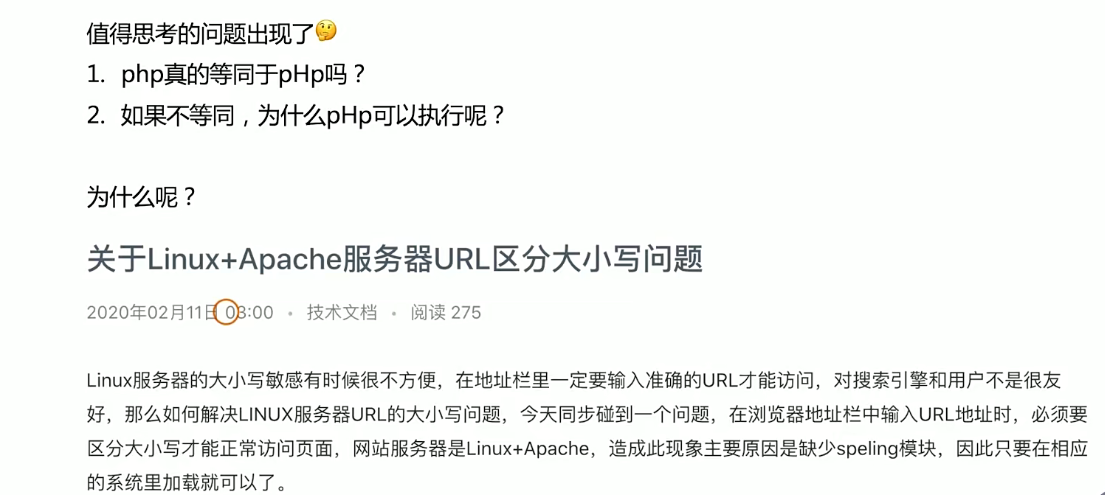 值得思考的问题出现了🤔
1. php真的等同于pHp吗？
2. 如果不等同，为什么pHp可以执行呢？
为什么呢？
关于Linux+Apache服务器URL区分大小写问题
2020年02月11日 03:00 • 技术文档 • 阅读 275
Linux服务器的大小写敏感有时候很不方便，在地址栏里一定要输入准确的URL才能访问，对搜索引擎和用户不是很友
好，那么如何解决LINUX服务器URL的大小写问题，今天同步碰到一个问题，在浏览器地址栏中输入URL地址时，必须要
区分大小写才能正常访问页面，网站服务器是Linux+Apache，造成此现象主要原因是缺少speling模块，因此只要在相应
的系统里加载就可以了。